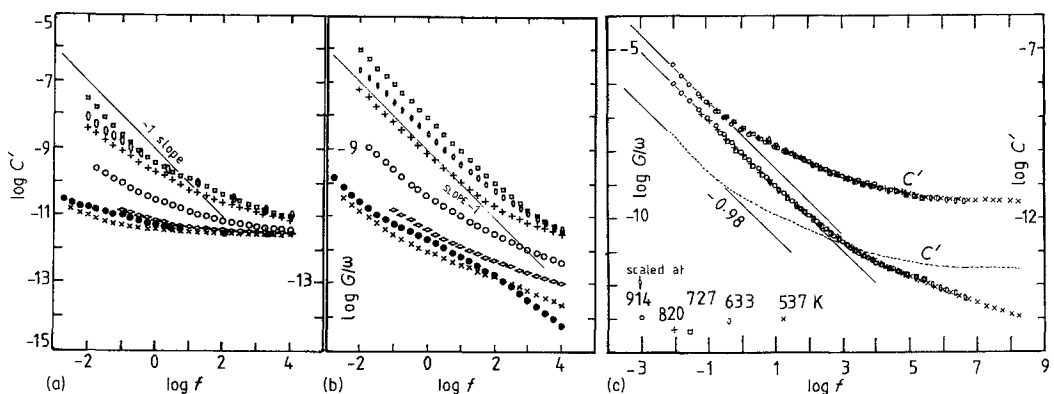 -5
-7
-9
-11
-13
-15
log C′
-1 slope
-2 0 2 4
(a) log f
-9
-13
log G/ω
SLOPE-1
-2 0 2 4
(b) log f
-5
-10
log G/ω
-7
-12
log C′
C′
C′
-0.98
scaled at
914 820 727 633 537 K
-3 -1 1 3 5 7 9
(c) log f